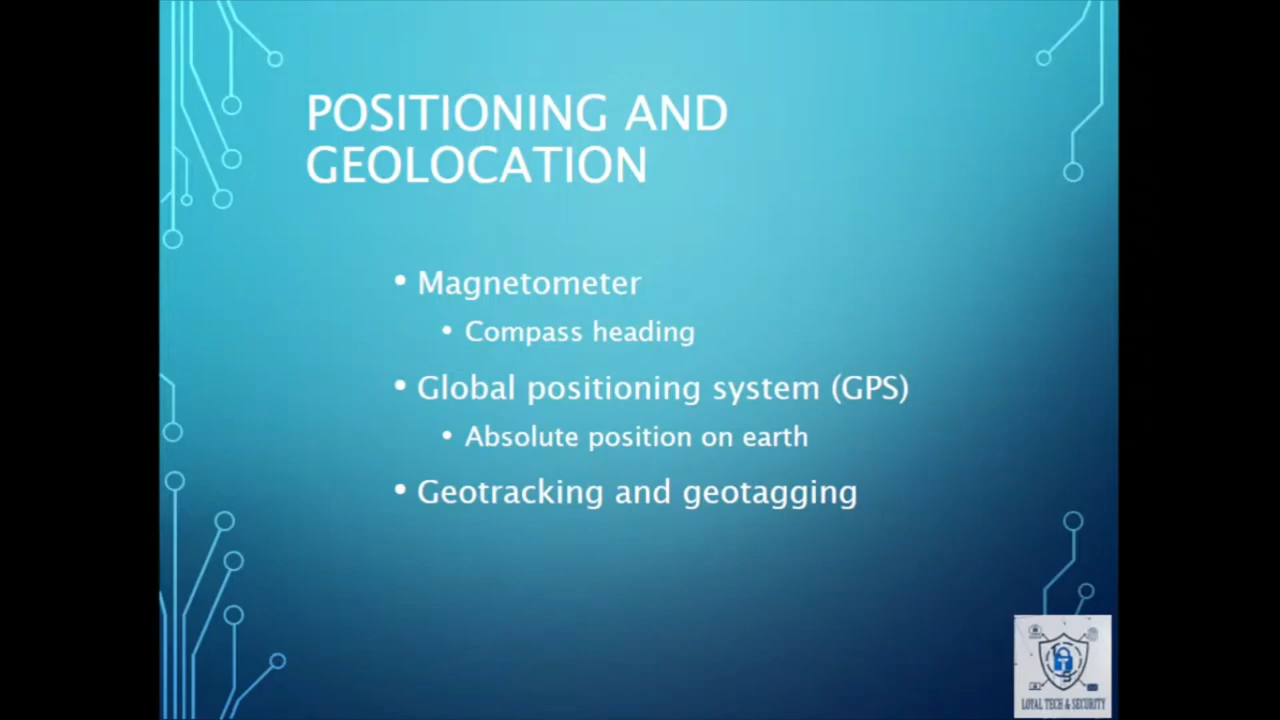 POSITIONING AND
GEOLOCATION
• Magnetometer
• Compass heading
• Global positioning system (GPS)
• Absolute position on earth
• Geotracking and geotagging
LOYAL TECH & SECURITY